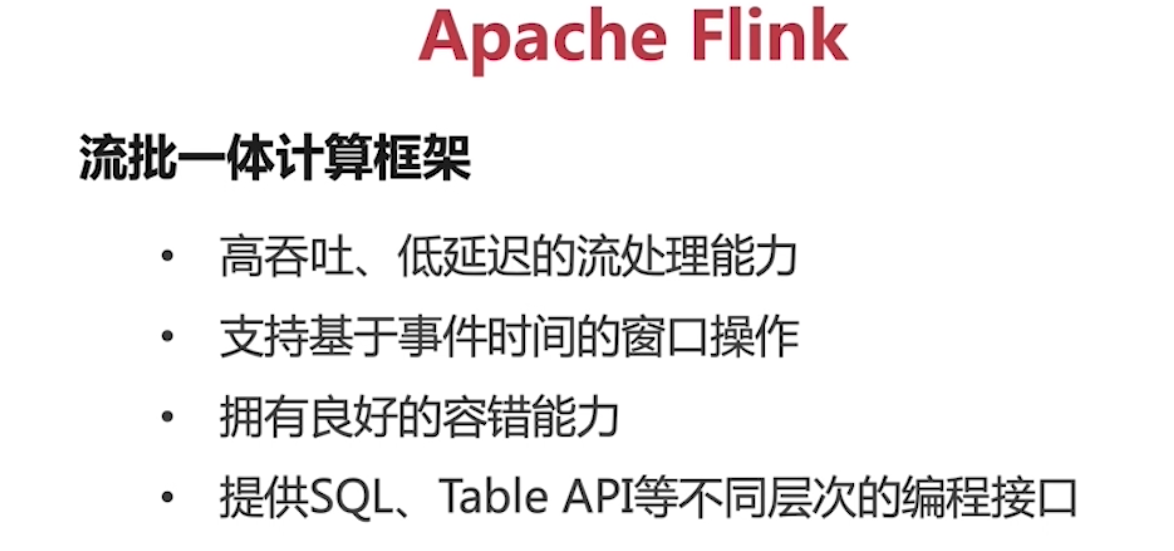 Apache Flink
流批一体计算框架
• 高吞吐、低延迟的流处理能力
• 支持基于事件时间的窗口操作
• 拥有良好的容错能力
• 提供SQL、Table API等不同层次的编程接口